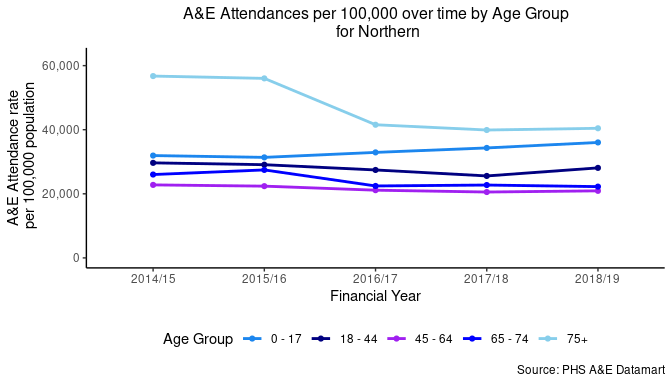 A&E Attendances per 100,000 over time by Age Group
for Northern
A&E Attendance rate
per 100,000 population
60,000
40,000
20,000
0
2014/15 2015/16 2016/17 2017/18 2018/19
Financial Year
Age Group 0 - 17 18 - 44 45 - 64 65 - 74 75+
Source: PHS A&E Datamart